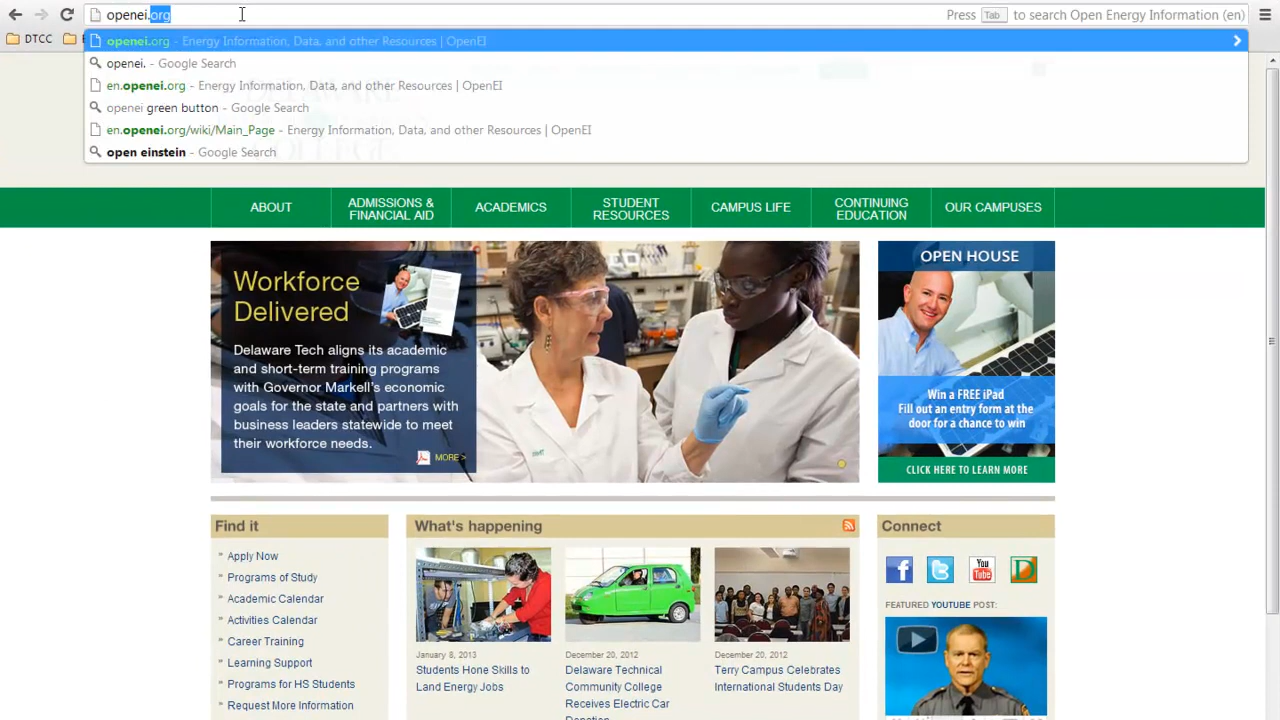 openei.org
Press Tab to search Open Energy Information (en)
DTCC
openei.org - Energy Information, Data, and other Resources | OpenEI
openei. - Google Search
en.openei.org - Energy Information, Data, and other Resources | OpenEI
openei green button - Google Search
en.openei.org/wiki/Main_Page - Energy Information, Data, and other Resources | OpenEI
open einstein - Google Search
ABOUT
ADMISSIONS &
FINANCIAL AID
ACADEMICS
STUDENT
RESOURCES
CAMPUS LIFE
CONTINUING
EDUCATION
OUR CAMPUSES
Workforce
Delivered
Delaware Tech aligns its academic
and short-term training programs
with Governor Markell's economic
goals for the state and partners with
business leaders statewide to meet
their workforce needs.
MORE >
OPEN HOUSE
Win a FREE iPad
Fill out an entry form at the
door for a chance to win
CLICK HERE TO LEARN MORE
Find it
Apply Now
Programs of Study
Academic Calendar
Activities Calendar
Career Training
Learning Support
Programs for HS Students
Request More Information
What's happening
January 8, 2013
Students Hone Skills to
Land Energy Jobs
December 20, 2012
Delaware Technical
Community College
Receives Electric Car
Donation
December 20, 2012
Terry Campus Celebrates
International Students Day
Connect
You
Tube
FEATURED YOUTUBE POST: